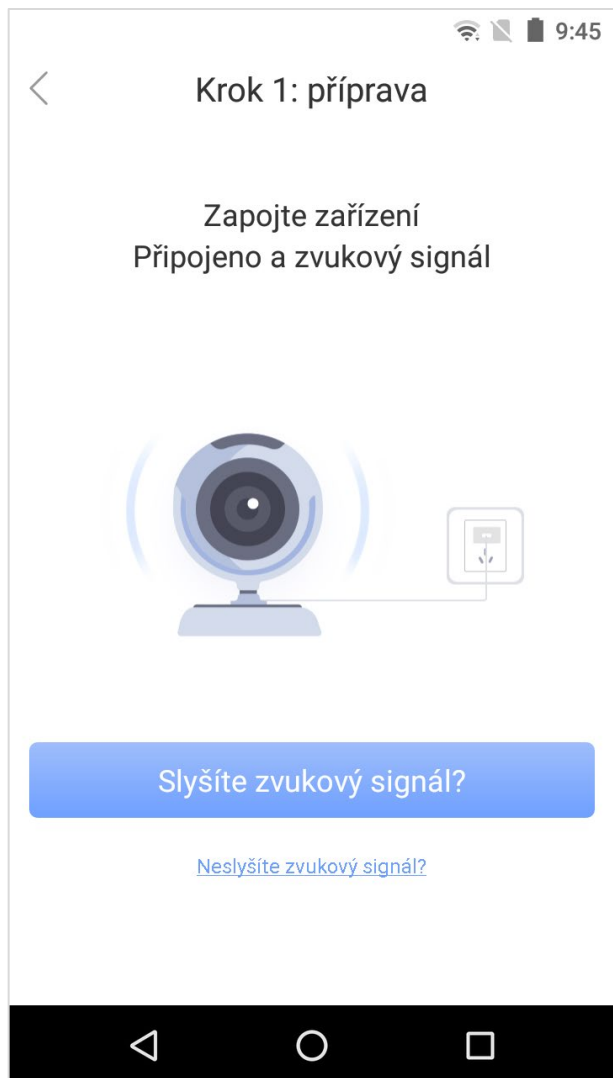 9:45
Krok 1: příprava
Zapojte zařízení
Připojeno a zvukový signál
Slyšíte zvukový signál?
Neslyšíte zvukový signál?